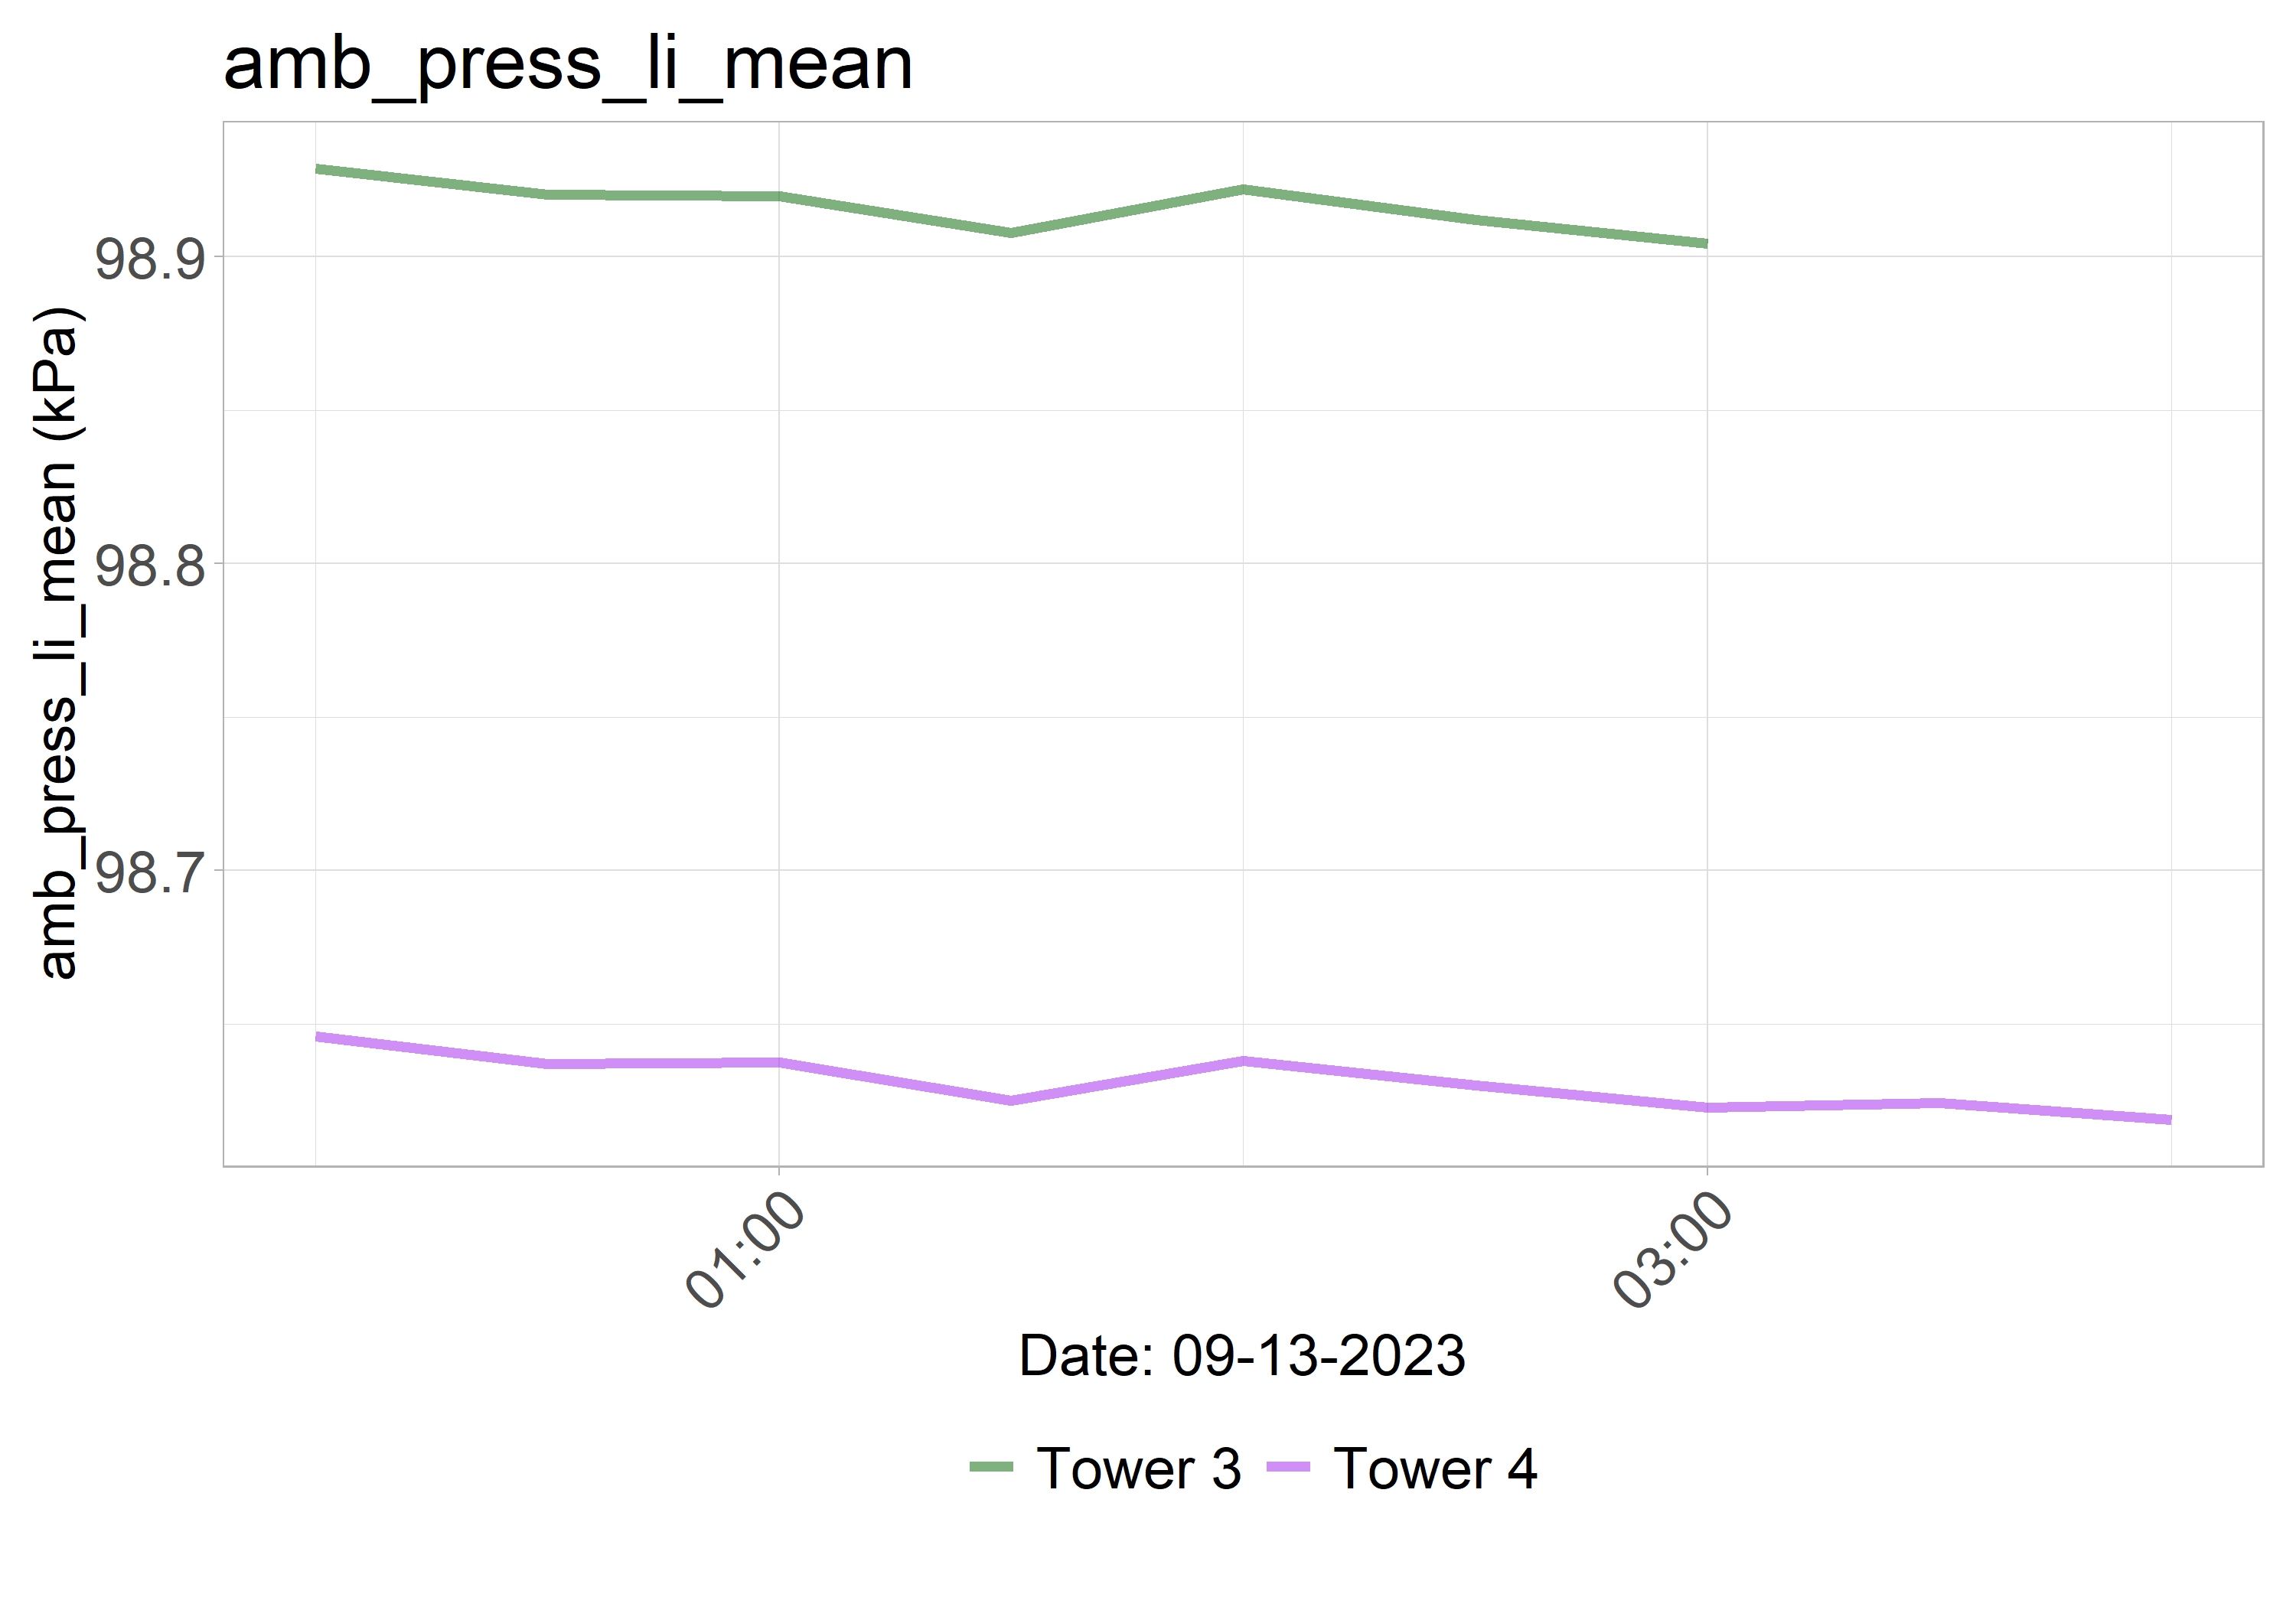 amb_press_li_mean
amb_press_li_mean (kPa)
98.9
98.8
98.7
01:00
03:00
Date: 09-13-2023
Tower 3
Tower 4